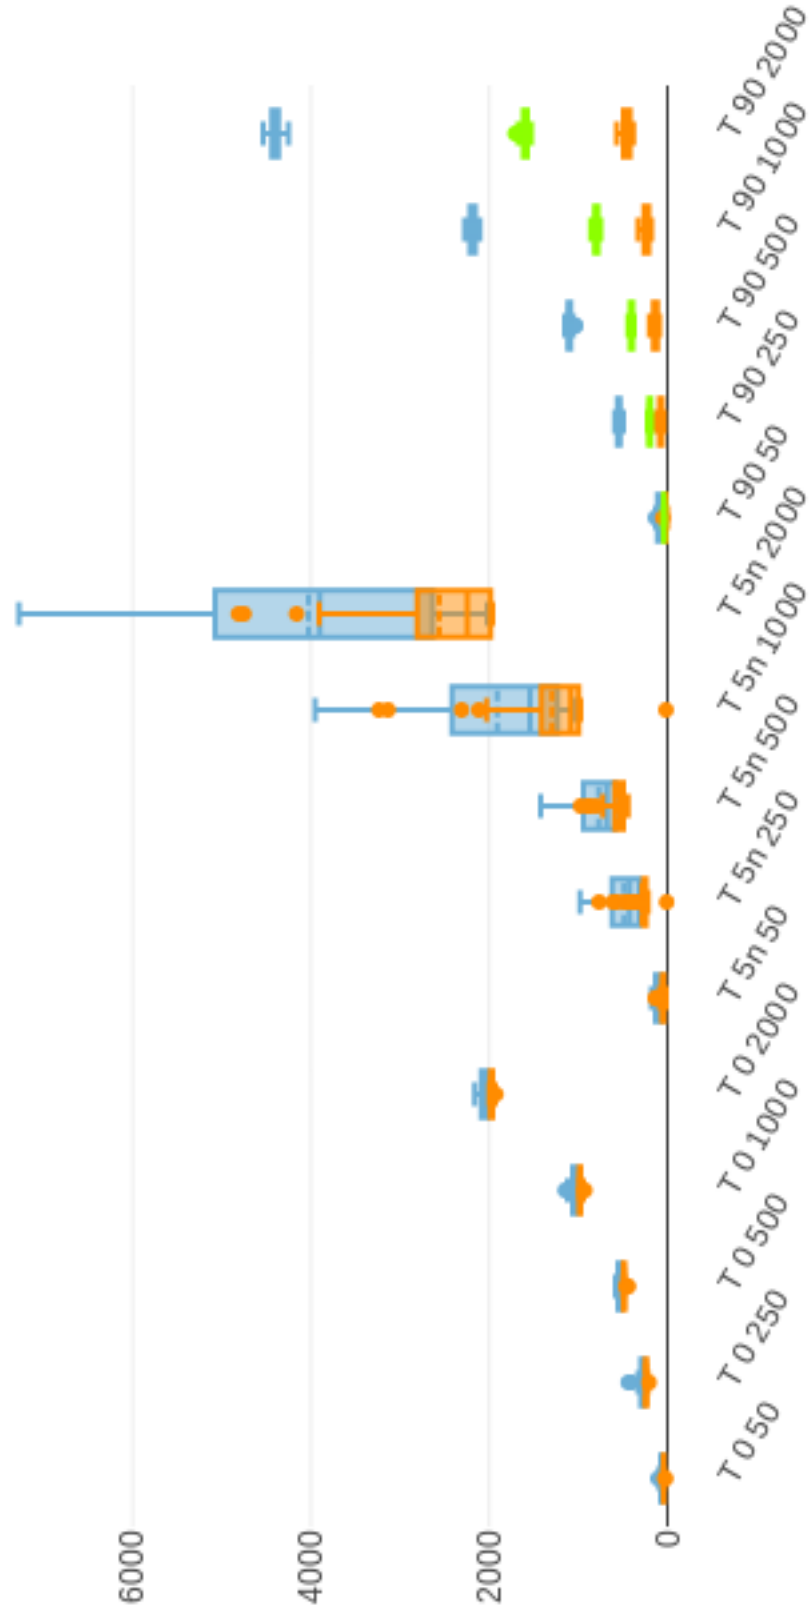 6000
4000
2000
0
T 0 50
T 0 250
T 0 500
T 0 1000
T 0 2000
T 5n 50
T 5n 250
T 5n 500
T 5n 1000
T 5n 2000
T 90 50
T 90 250
T 90 500
T 90 1000
T 90 2000